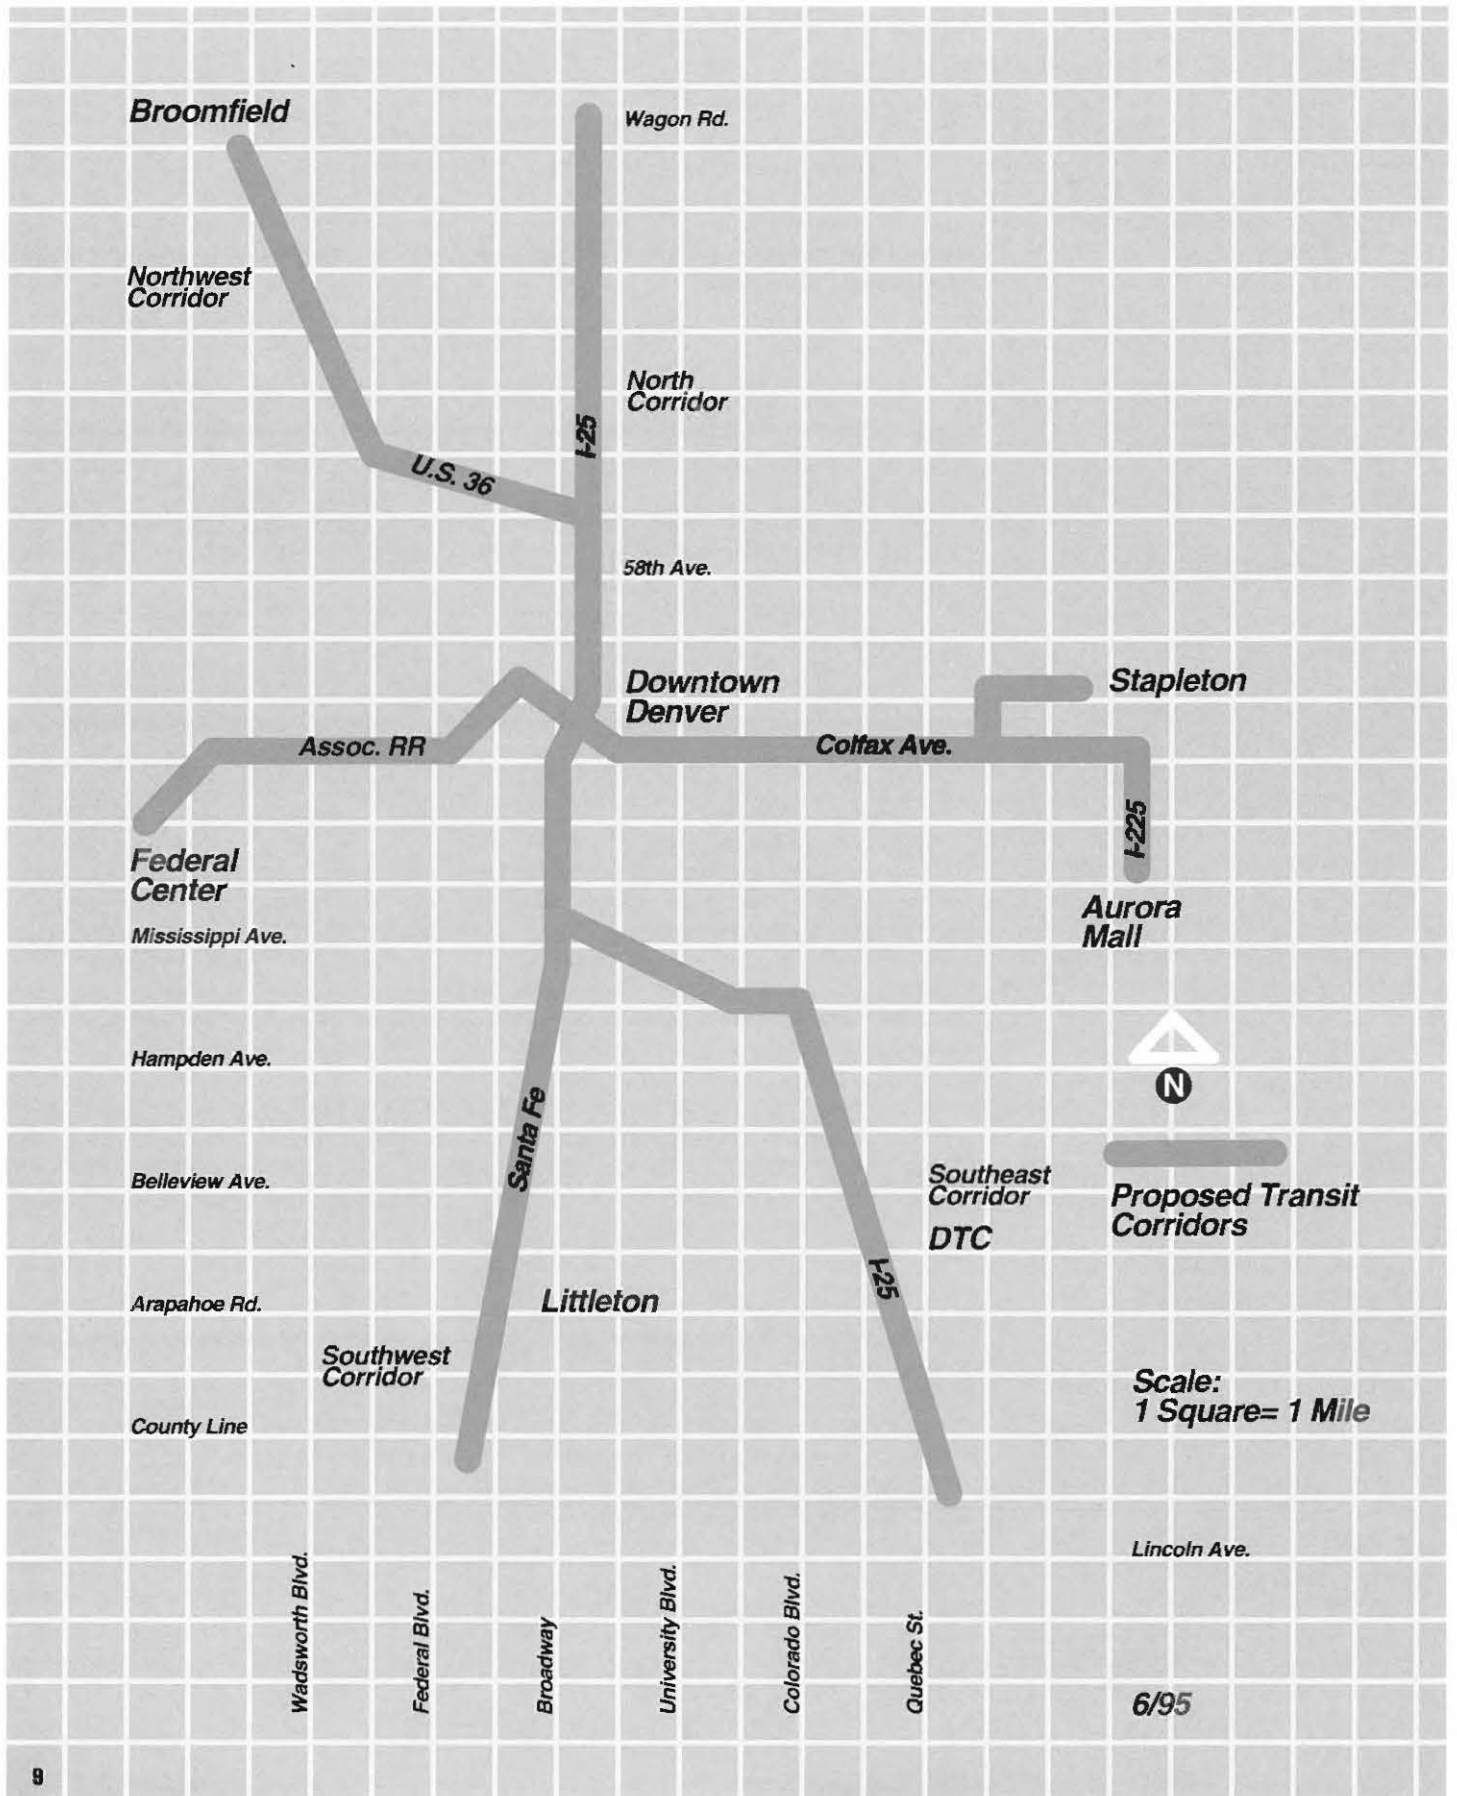 Broomfield
Wagon Rd.
Northwest
Corridor
North
Corridor
I-25
U.S. 36
58th Ave.
Downtown
Denver
Stapleton
Assoc. RR
Colfax Ave.
I-225
Federal
Center
Mississippi Ave.
Aurora
Mall
Hampden Ave.
N
Santa Fe
Belleview Ave.
Southeast
Corridor
DTC
Proposed Transit
Corridors
I-25
Arapahoe Rd.
Littleton
Southwest
Corridor
Scale:
1 Square= 1 Mile
County Line
Lincoln Ave.
Wadsworth Blvd.
Federal Blvd.
Broadway
University Blvd.
Colorado Blvd.
Quebec St.
6/95
9